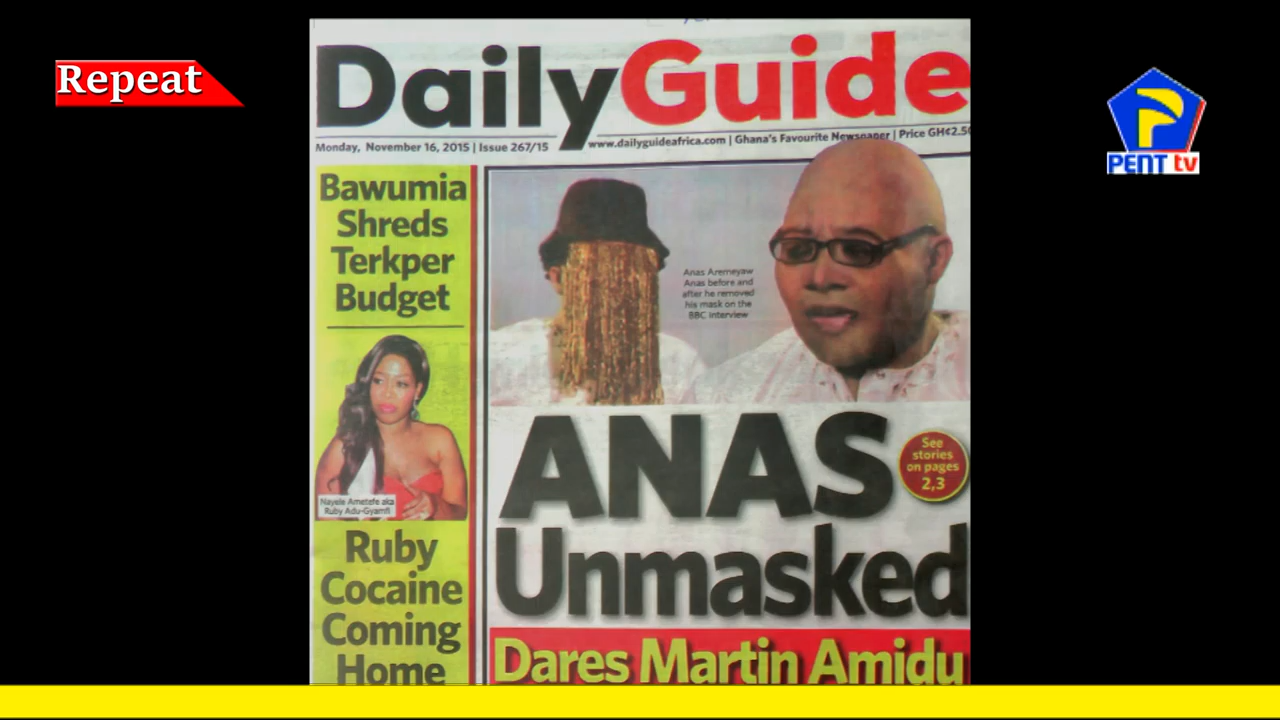 Repeat
PENT tv
Daily Guide
Monday, November 16, 2015 | Issue 267/15
www.dailyguideafrica.com | Ghana's Favourite Newspaper | Price GH¢2.50
Bawumia
Shreds
Terkper
Budget
Nayele Ametefe aka
Ruby Adu-Gyamfi
Ruby
Cocaine
Coming
Home
Anas Aremeyaw
Anas before and
after he removed
his mask on the
BBC Interview
ANAS
See
stories
on pages
2,3
Unmasked
Dares Martin Amidu